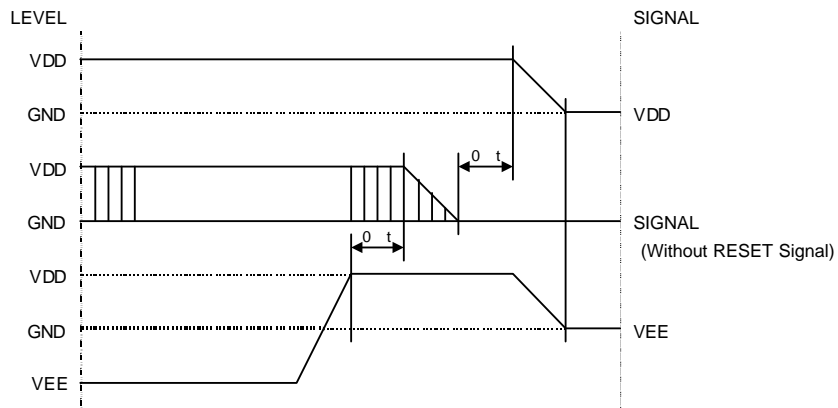 LEVEL
SIGNAL
VDD
GND
VDD
VDD
0 t
GND
SIGNAL
(Without RESET Signal)
0 t
VDD
GND
VEE
VEE